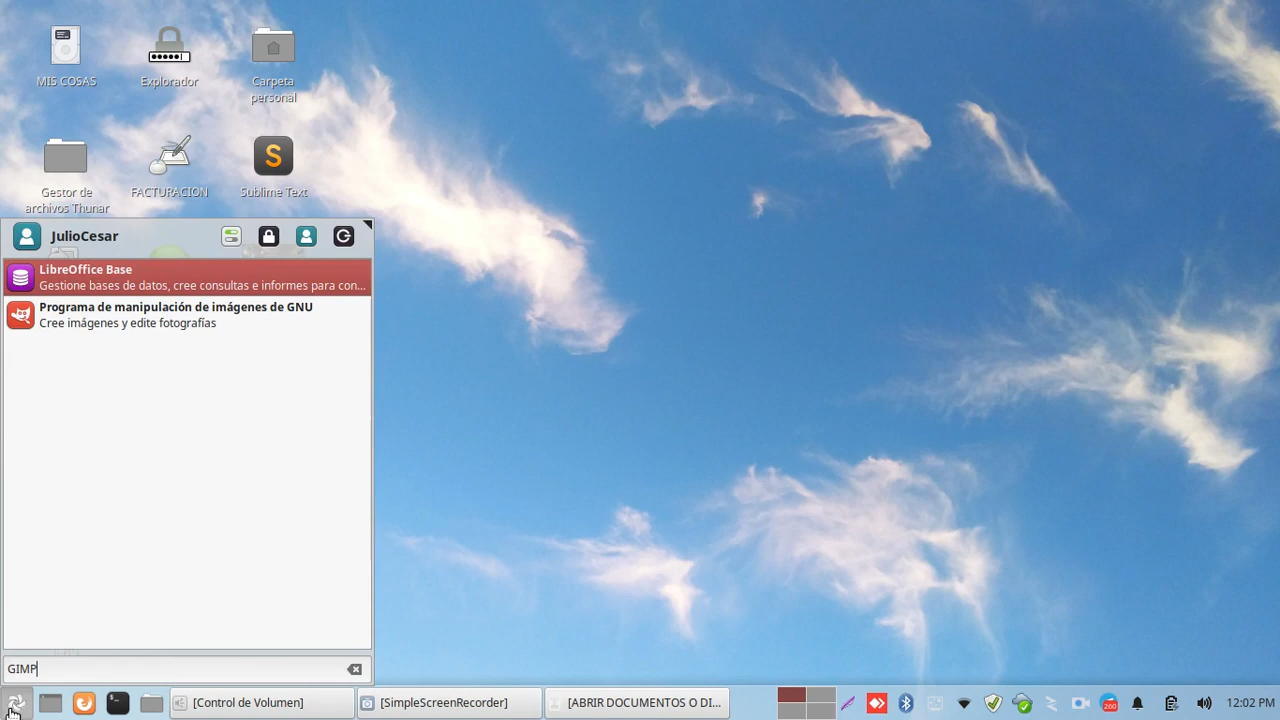 MIS COSAS
Explorador
Carpeta
personal
Gestor de
archivos Thunar
FACTURACION
Sublime Text
JulioCesar
LibreOffice Base
Gestione bases de datos, cree consultas e informes para con...
Programa de manipulación de imágenes de GNU
Cree imágenes y edite fotografías
GIMP
[Control de Volumen]
[SimpleScreenRecorder]
[ABRIR DOCUMENTOS O DI...
260
12:02 PM